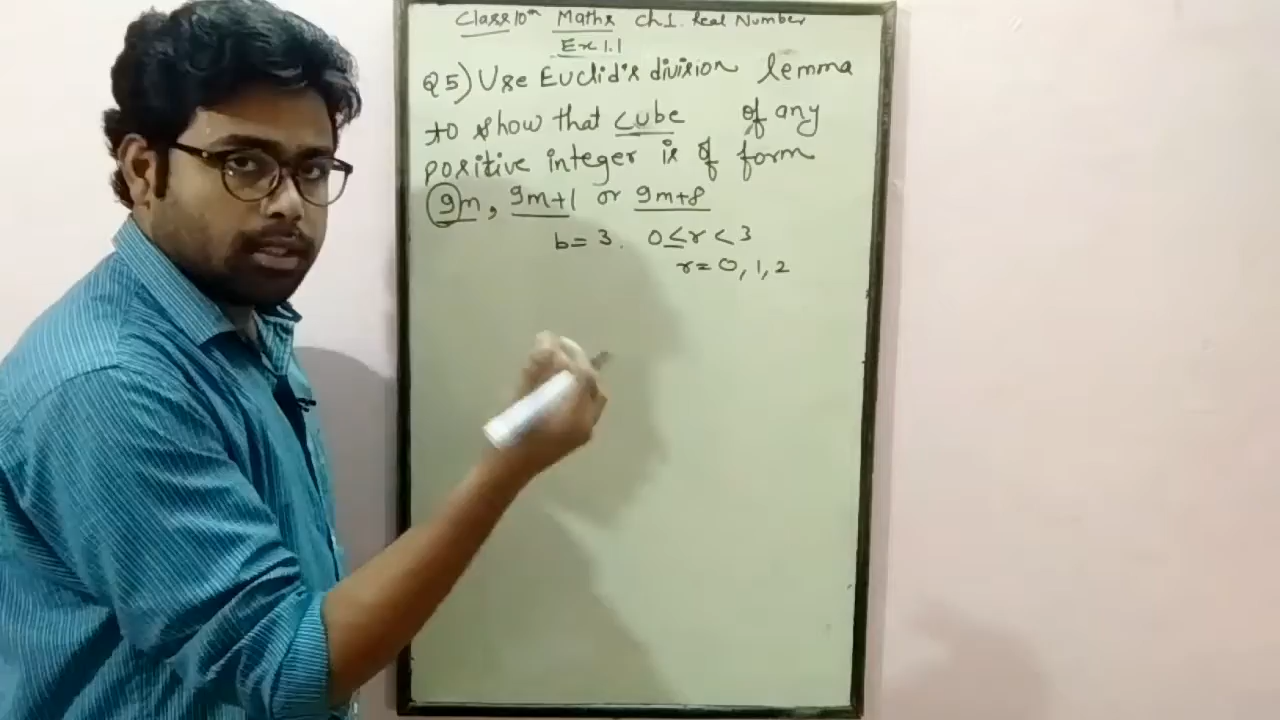 Class 10th Maths Ch1. Real Number
Ex 1.1
Q5) Use Euclid's division lemma
to show that cube of any
positive integer is of form
9m, 9m+1 or 9m+8
b = 3. 0 ≤ r < 3
r = 0, 1, 2